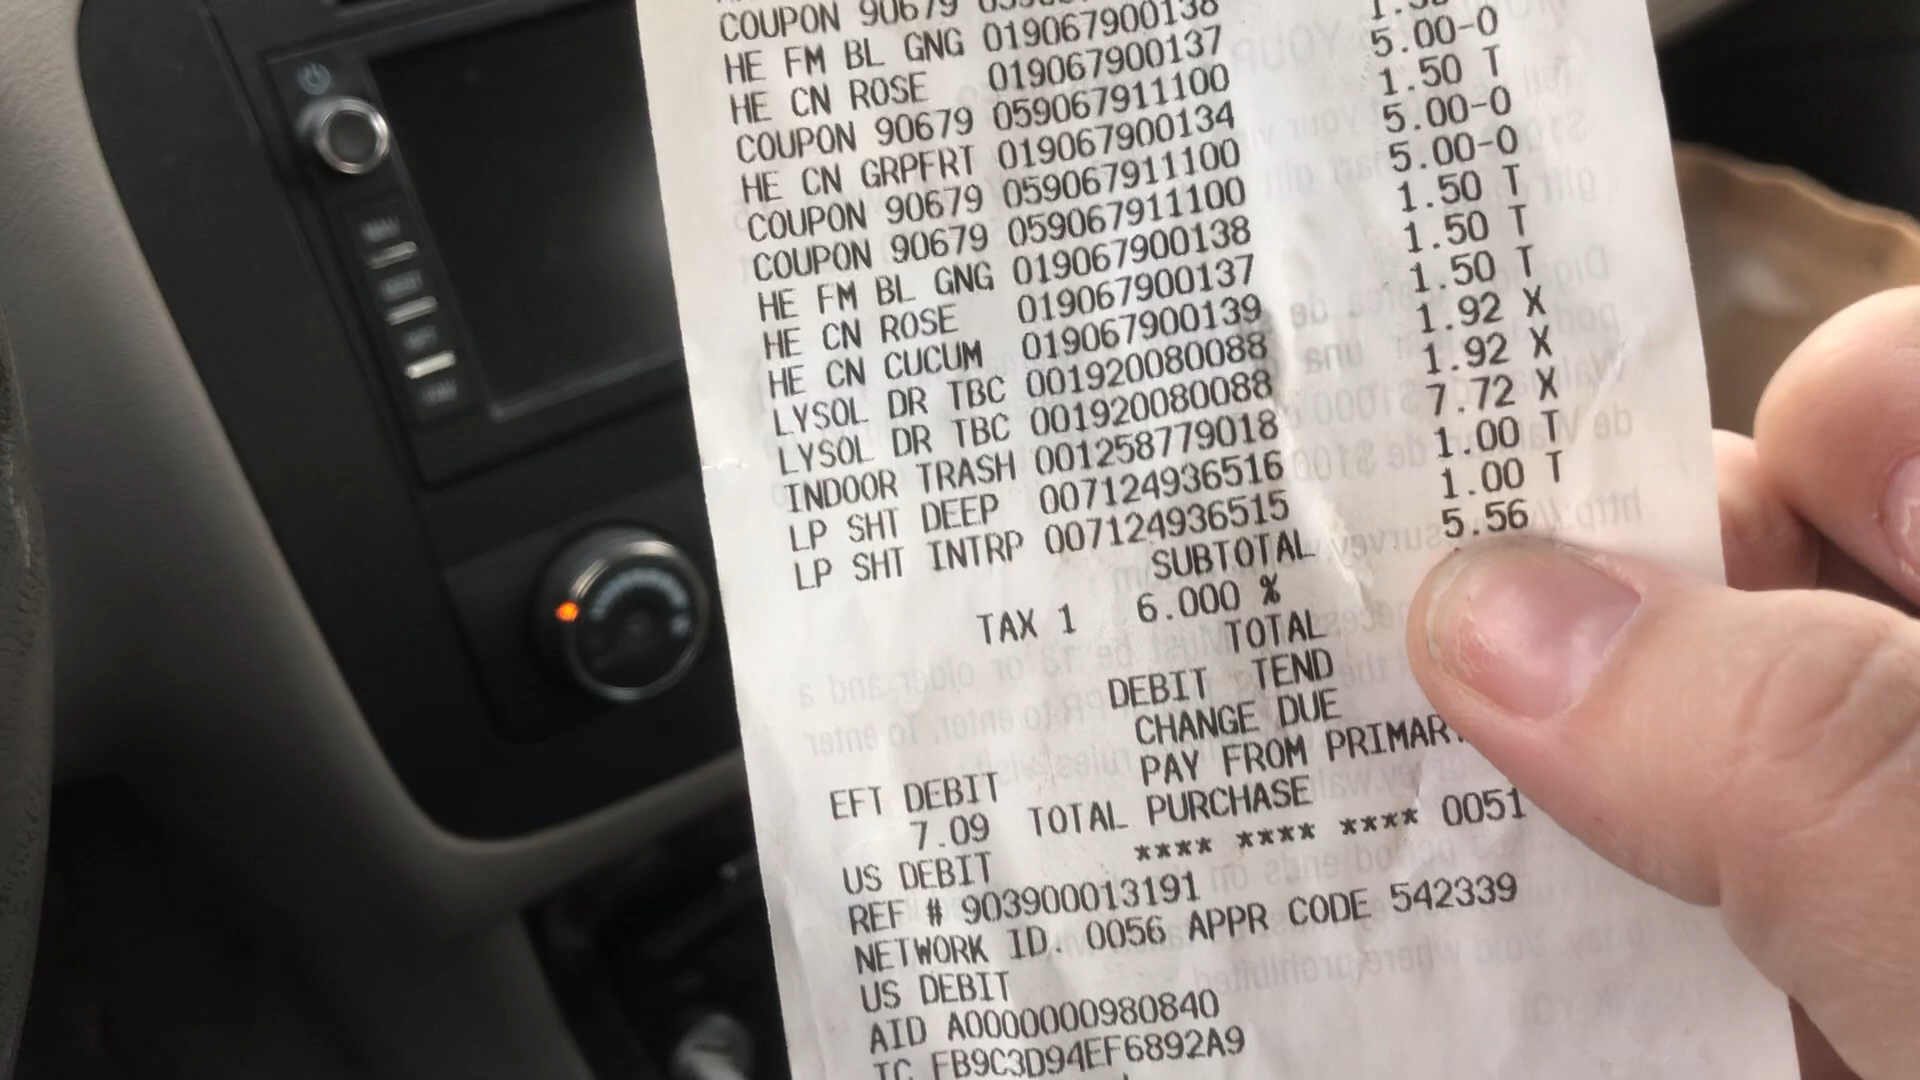 COUPON 90679
HE FM BL GNG 019067900138
HE CN ROSE 019067900137
COUPON 90679 059067911100 5.00-0
HE CN GRPFRT 019067900134 1.50 T
COUPON 90679 059067911100 5.00-0
COUPON 90679 059067911100 5.00-0
HE FM BL GNG 019067900138 1.50 T
HE CN ROSE 019067900137 1.50 T
HE CN CUCUM 019067900139 1.50 T
LYSOL DR TBC 001920080088 1.92 X
LYSOL DR TBC 001920080088 1.92 X
INDOOR TRASH 001258779018 7.72 X
LP SHT DEEP 007124936516 1.00 T
LP SHT INTRP 007124936515 1.00 T
SUBTOTAL 5.56
TAX 1 6.000 %
TOTAL
DEBIT TEND
CHANGE DUE
EFT DEBIT PAY FROM PRIMAR
7.09 TOTAL PURCHASE
US DEBIT **** **** **** 0051
REF # 903900013191
NETWORK ID. 0056 APPR CODE 542339
US DEBIT
AID A0000000980840
TC FB9C3D94EF6892A9